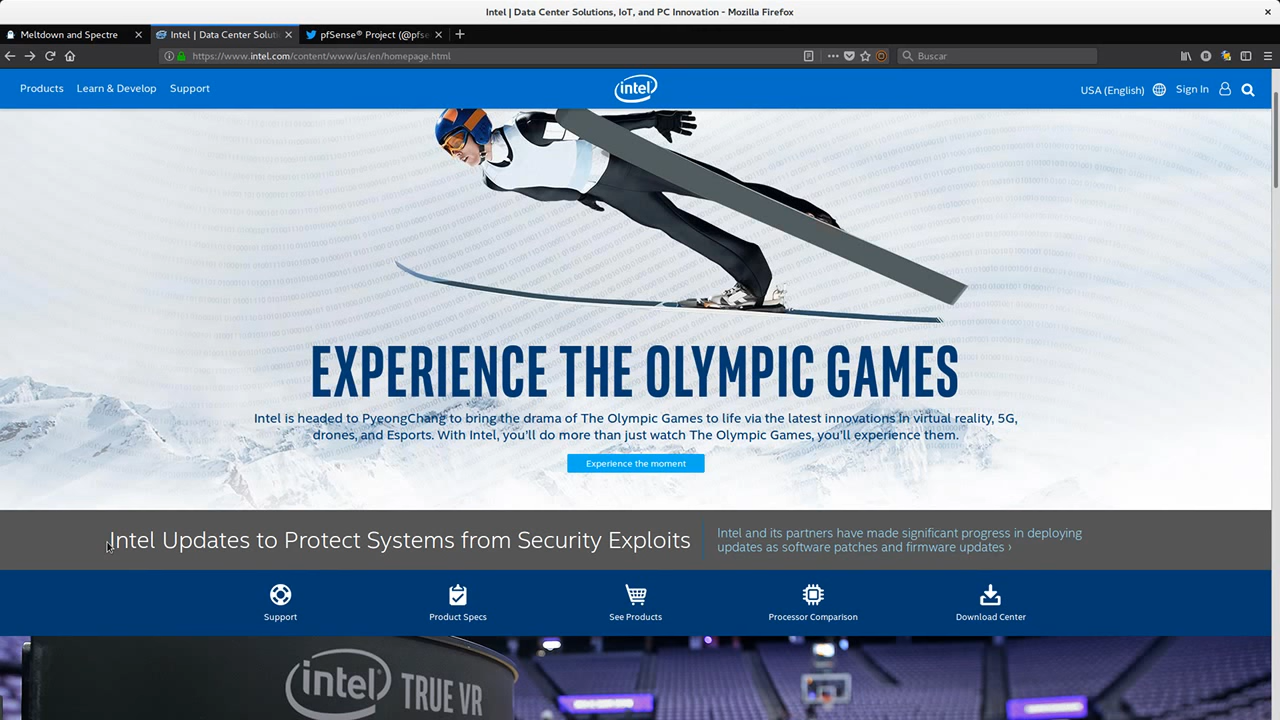 Intel | Data Center Solutions, IoT, and PC Innovation - Mozilla Firefox
Meltdown and Spectre
Intel | Data Center Soluti
pfSense® Project (@pfse
https://www.intel.com/content/www/us/en/homepage.html
Buscar
Products
Learn & Develop
Support
intel
USA (English)
Sign In
EXPERIENCE THE OLYMPIC GAMES
Intel is headed to PyeongChang to bring the drama of The Olympic Games to life via the latest innovations in virtual reality, 5G,
drones, and Esports. With Intel, you'll do more than just watch The Olympic Games, you'll experience them.
Experience the moment
Intel Updates to Protect Systems from Security Exploits
Intel and its partners have made significant progress in deploying
updates as software patches and firmware updates ›
Support
Product Specs
See Products
Processor Comparison
Download Center
intel TRUE VR